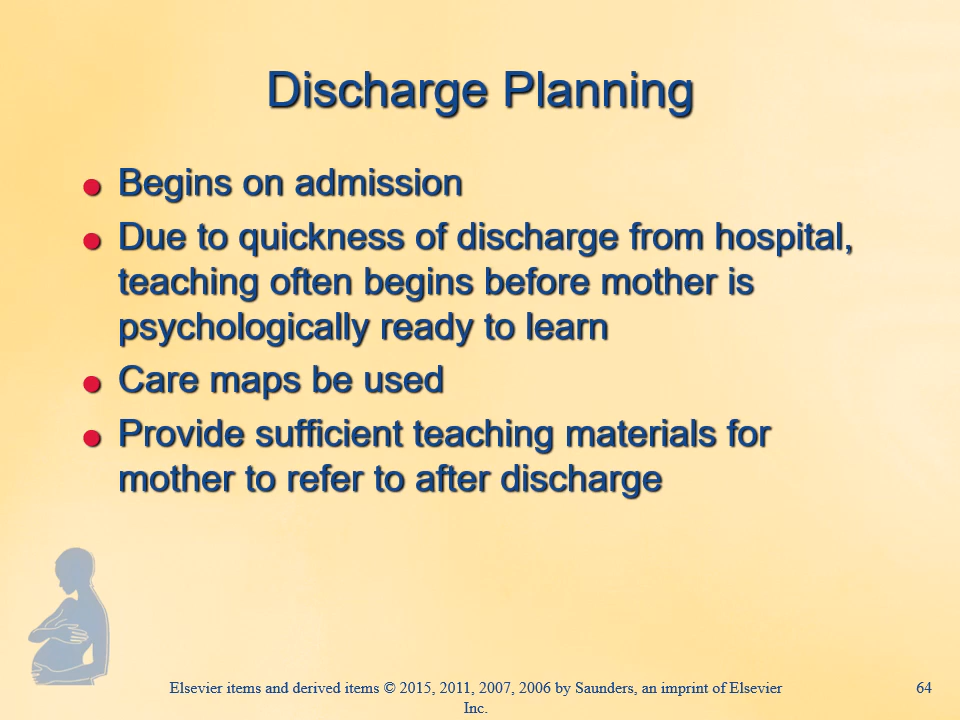 Discharge Planning
Begins on admission
Due to quickness of discharge from hospital,
teaching often begins before mother is
psychologically ready to learn
Care maps be used
Provide sufficient teaching materials for
mother to refer to after discharge
Elsevier items and derived items © 2015, 2011, 2007, 2006 by Saunders, an imprint of Elsevier
Inc.
64